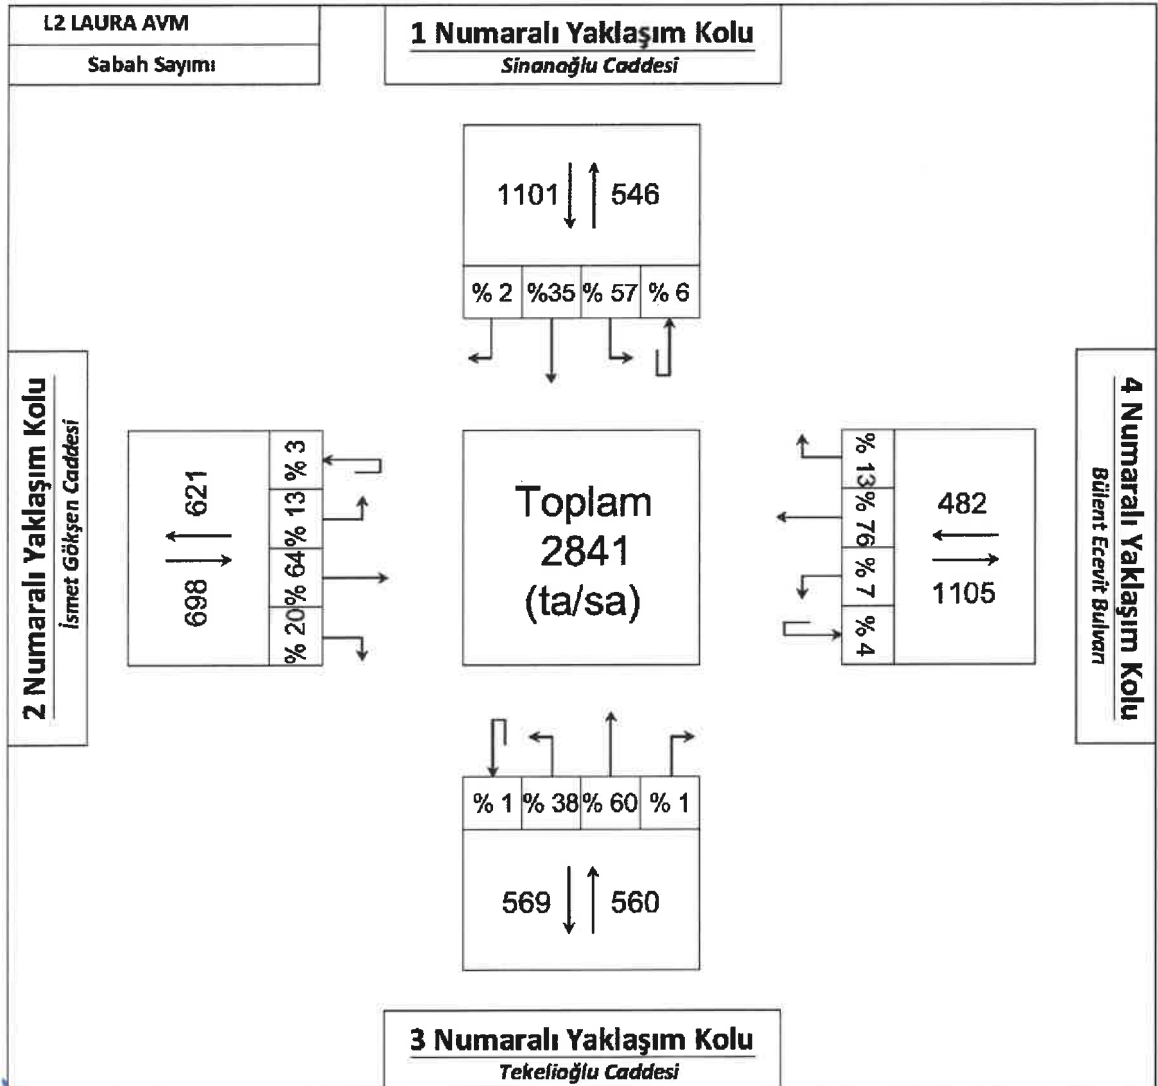 L2 LAURA AVM
Sabah Sayımı
1 Numaralı Yaklaşım Kolu
Sinanoğlu Caddesi
1101
546
% 2
%35
% 57
% 6
2 Numaralı Yaklaşım Kolu
İsmet Gökşen Caddesi
621
698
% 3
% 13
% 64
% 20
Toplam
2841
(ta/sa)
% 13
% 76
% 7
% 4
482
1105
4 Numaralı Yaklaşım Kolu
Bülent Ecevit Bulvarı
% 1
% 38
% 60
% 1
569
560
3 Numaralı Yaklaşım Kolu
Tekelioğlu Caddesi